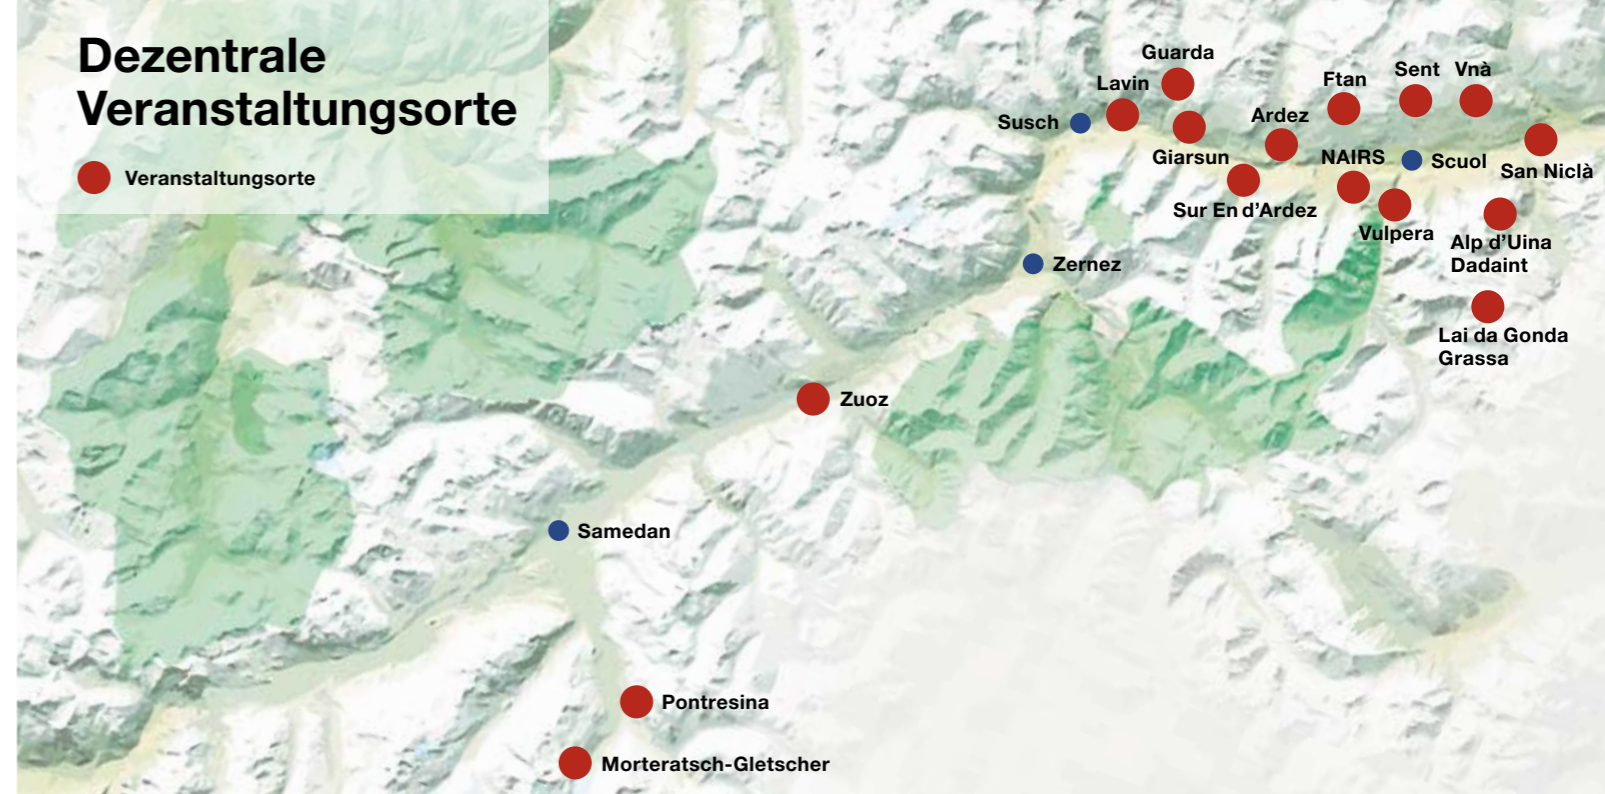 Dezentrale
Veranstaltungsorte
Veranstaltungsorte
Guarda
Lavin
Susch
Giarsun
Ardez
Ftan
Sent
Vnà
NAIRS
Scuol
San Niclà
Sur En d'Ardez
Vulpera
Alp d'Uina
Dadaint
Zernez
Lai da Gonda
Grassa
Zuoz
Samedan
Pontresina
Morteratsch-Gletscher